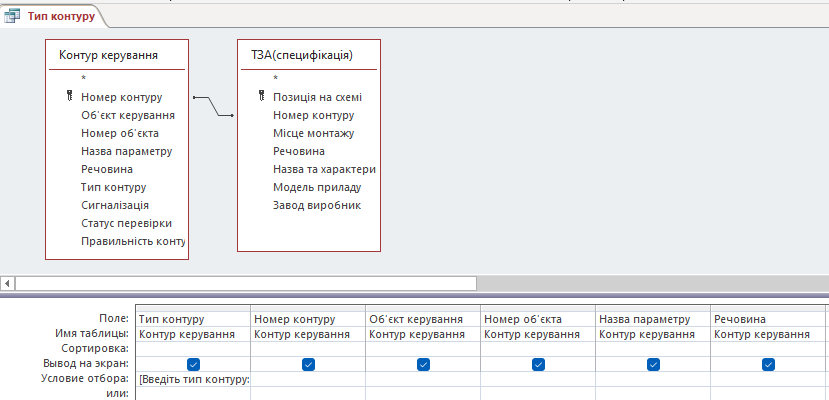 Тип контуру
Контур керування
*
Номер контуру
Об'єкт керування
Номер об'єкта
Назва параметру
Речовина
Тип контуру
Сигналізація
Статус перевірки
Правильність конту
ТЗА(специфікація)
*
Позиція на схемі
Номер контуру
Місце монтажу
Речовина
Назва та характери
Модель приладу
Завод виробник
Поле: Тип контуру Номер контуру Об'єкт керування Номер об'єкта Назва параметру Речовина
Имя таблицы: Контур керування Контур керування Контур керування Контур керування Контур керування Контур керування
Сортировка:
Вывод на экран:
Условие отбора: [Введіть тип контуру:
или: